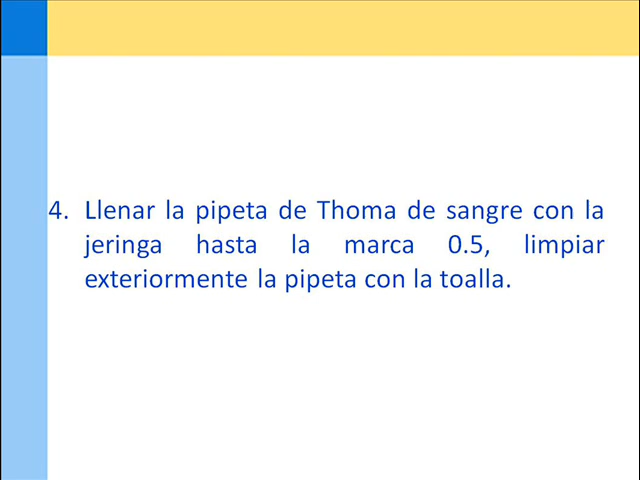 4. Llenar la pipeta de Thoma de sangre con la
jeringa hasta la marca 0.5, limpiar
exteriormente la pipeta con la toalla.